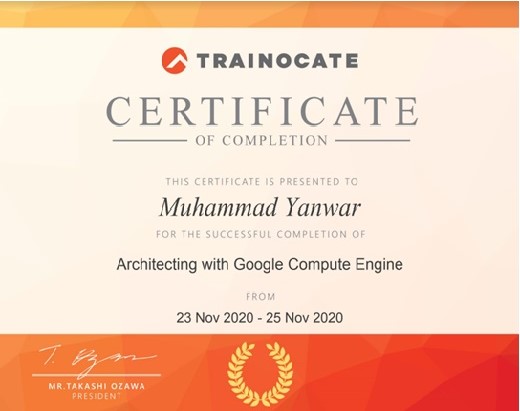 TRAINOCATE
CERTIFICATE
OF COMPLETION
THIS CERTIFICATE IS PRESENTED TO
Muhammad Yanwar
FOR THE SUCCESSFUL COMPLETION OF
Architecting with Google Compute Engine
FROM
23 Nov 2020 - 25 Nov 2020
MR.TAKASHI OZAWA
PRESIDENT